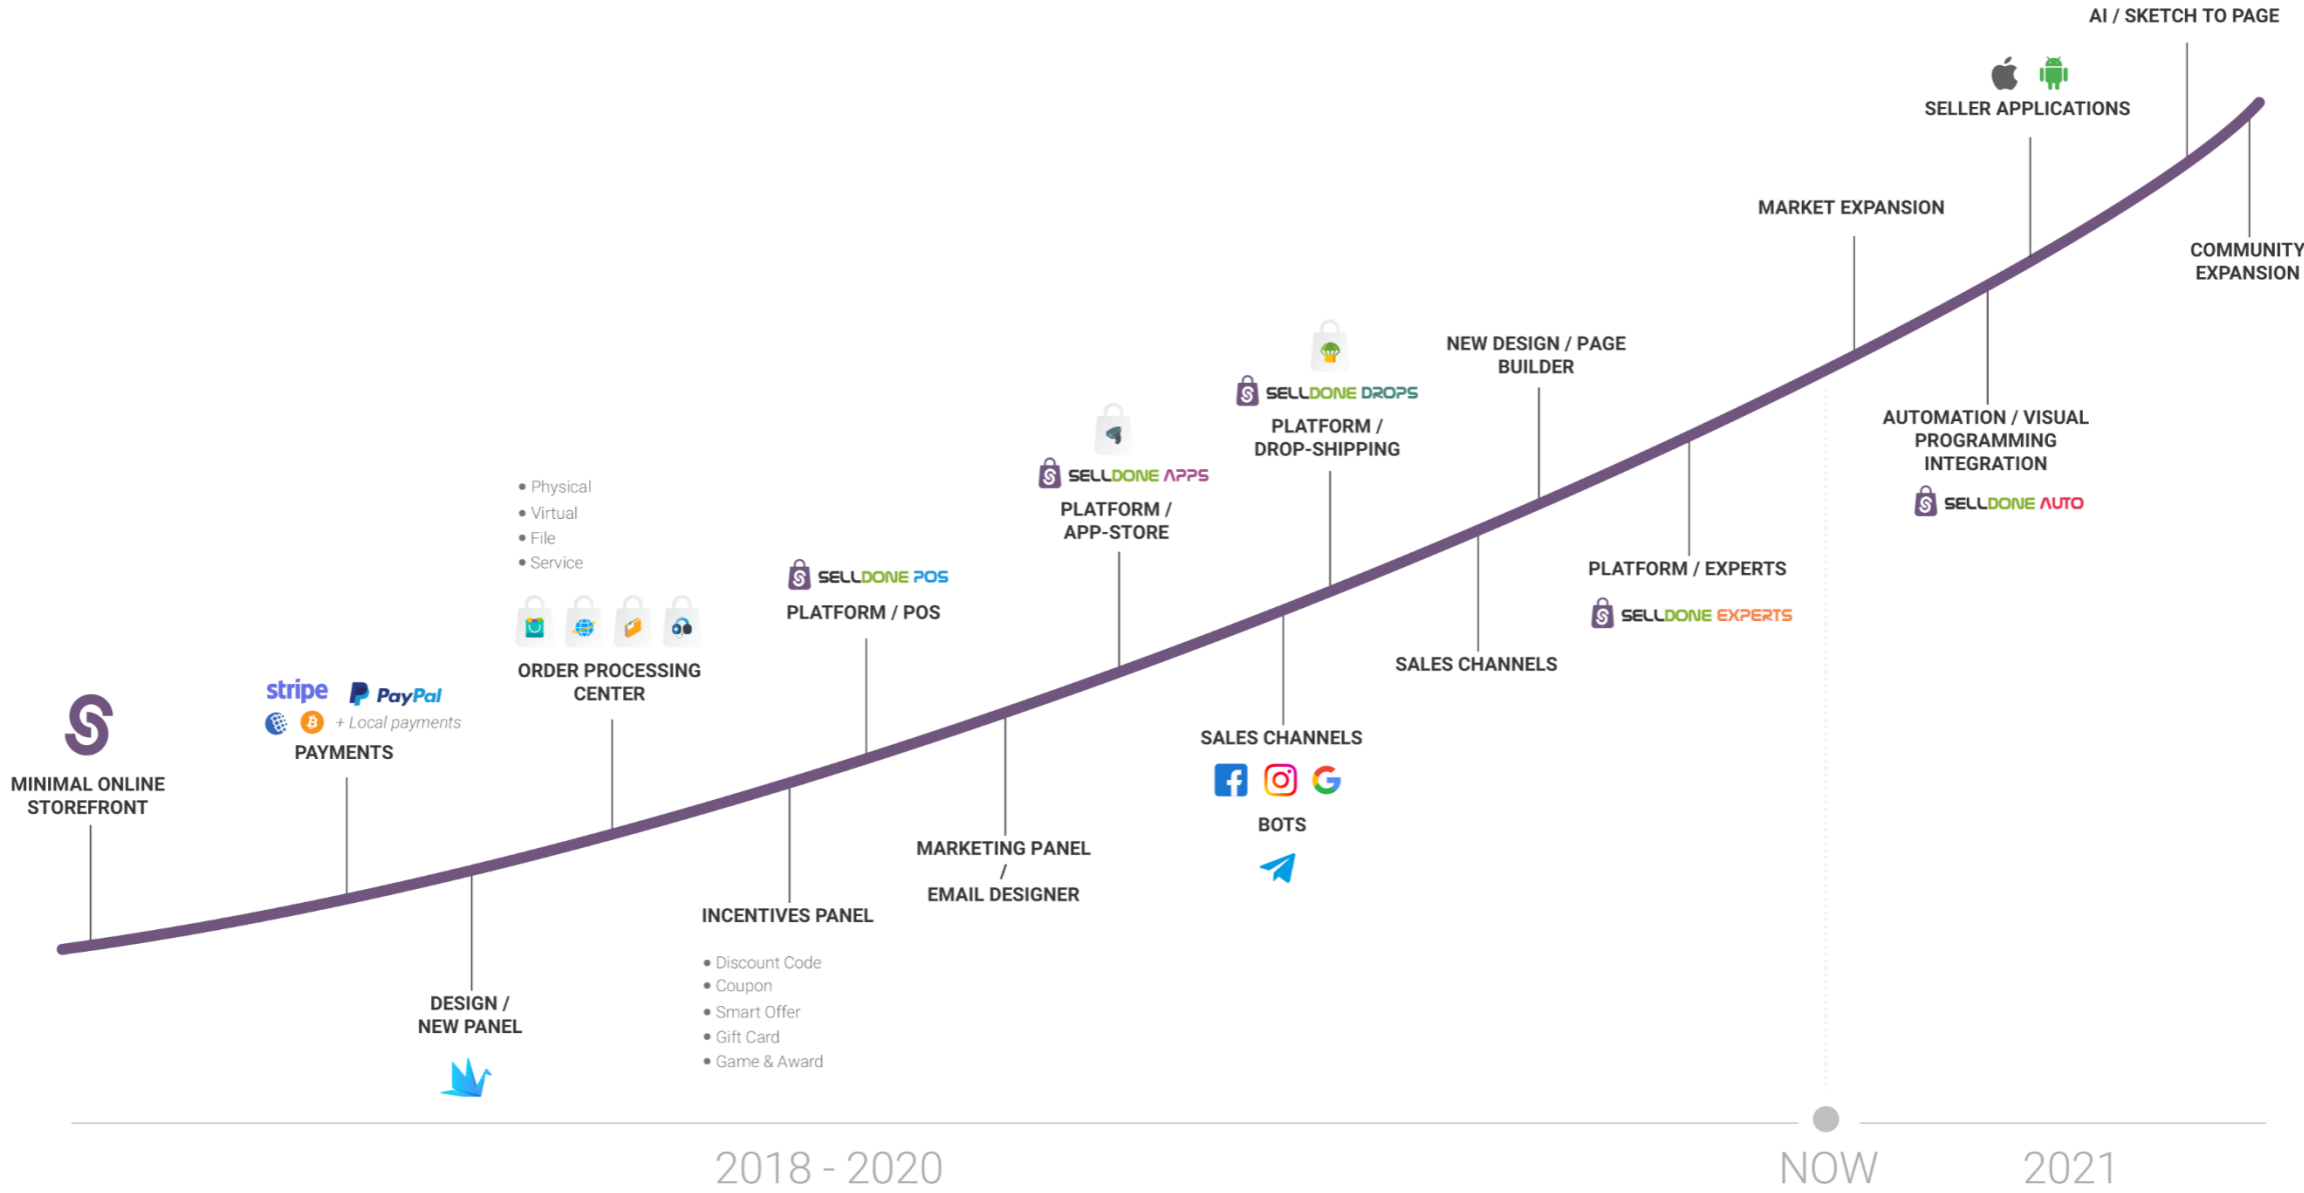 AI / SKETCH TO PAGE
SELLER APPLICATIONS
MARKET EXPANSION
COMMUNITY
EXPANSION
NEW DESIGN / PAGE
BUILDER
SELLDONE DROPS
PLATFORM /
DROP-SHIPPING
AUTOMATION / VISUAL
PROGRAMMING
INTEGRATION
SELLDONE AUTO
SELLDONE APPS
PLATFORM /
APP-STORE
• Physical
• Virtual
• File
• Service
ORDER PROCESSING
CENTER
SELLDONE POS
PLATFORM / POS
PLATFORM / EXPERTS
SELLDONE EXPERTS
SALES CHANNELS
stripe PayPal
+ Local payments
PAYMENTS
MINIMAL ONLINE
STOREFRONT
SALES CHANNELS
BOTS
MARKETING PANEL
/
EMAIL DESIGNER
INCENTIVES PANEL
• Discount Code
• Coupon
• Smart Offer
• Gift Card
• Game & Award
DESIGN /
NEW PANEL
2018 - 2020
NOW
2021